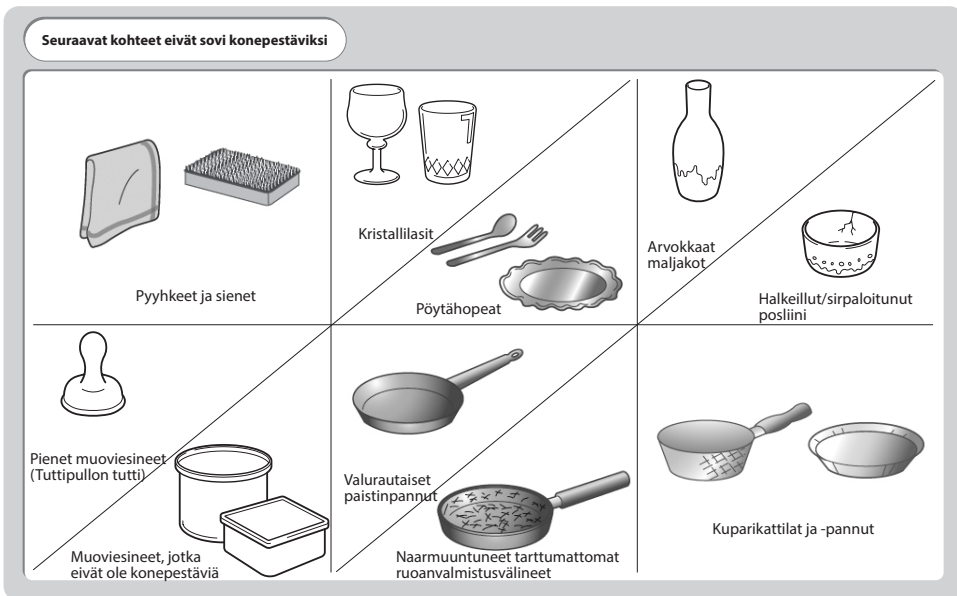 Seuraavat kohteet eivät sovi konepestäviksi
Pyyhkeet ja sienet
Kristallilasit
Pöytähopeat
Arvokkaat
maljakot
Halkeillut/sirpaloitunut
posliini
Pienet muoviesineet
(Tuttipullon tutti)
Muoviesineet, jotka
eivät ole konepestäviä
Valurautaiset
paistinpannut
Naarmuuntuneet tarttumattomat
ruoanvalmistusvälineet
Kuparikattilat ja -pannut